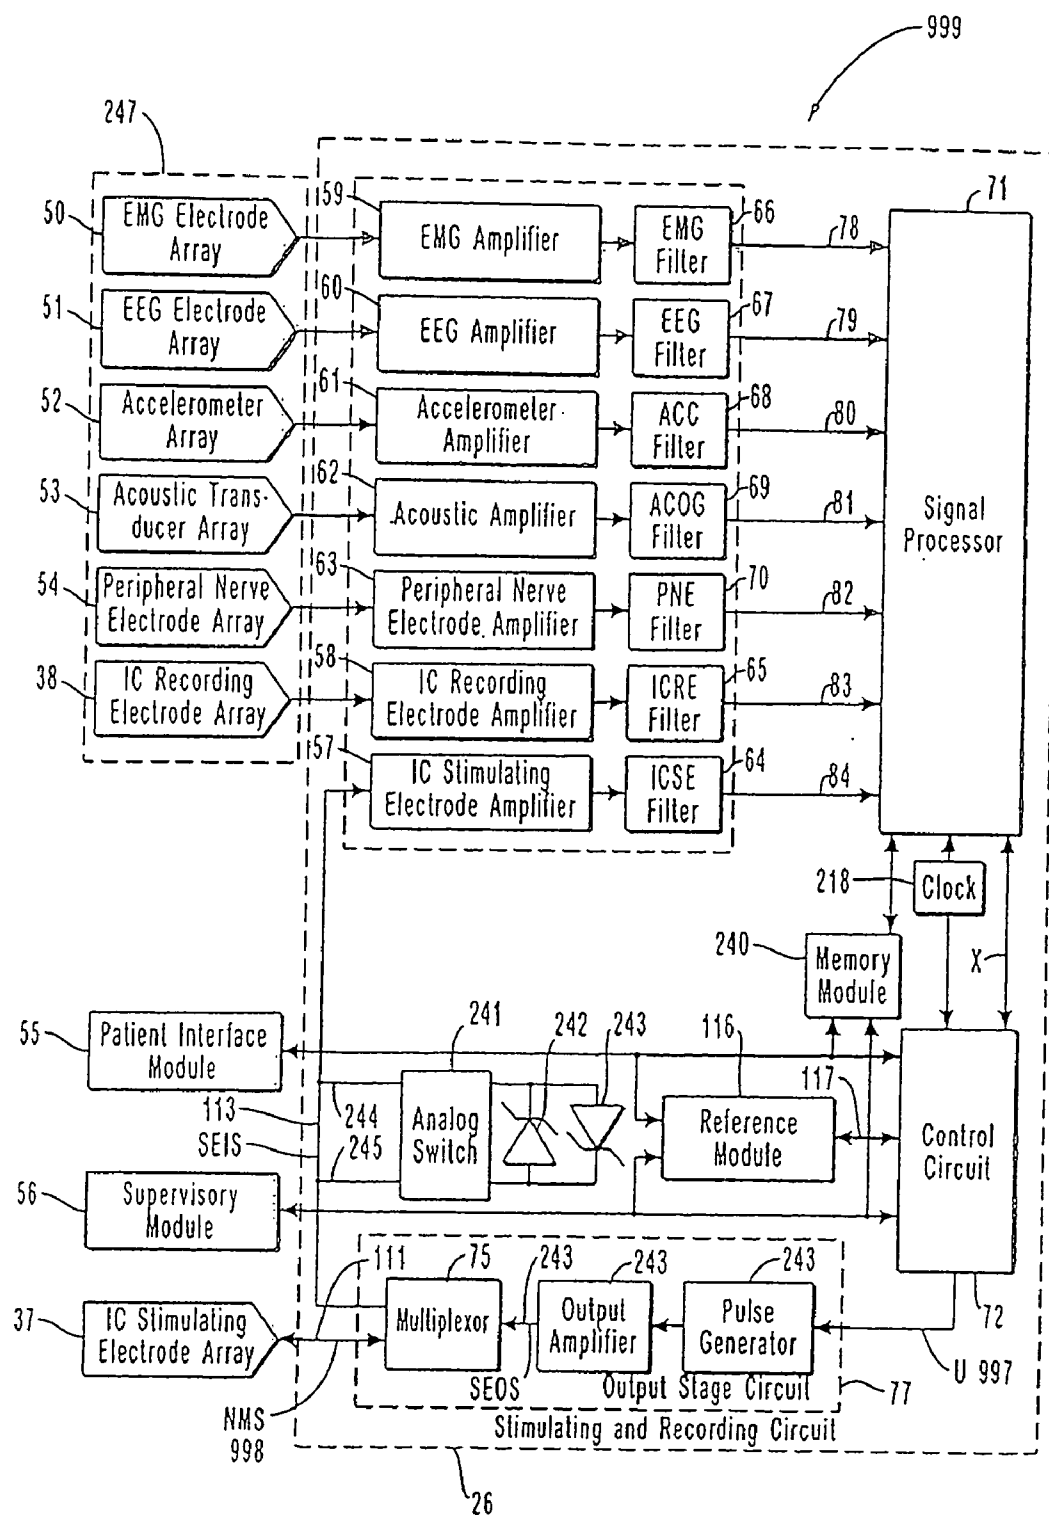 999
247
50
EMG Electrode
Array
59
EMG Amplifier
EMG
Filter
66
78
71
51
EEG Electrode
Array
60
EEG Amplifier
EEG
Filter
67
79
52
Accelerometer
Array
61
Accelerometer
Amplifier
ACC
Filter
68
80
53
Acoustic Trans-
ducer Array
62
Acoustic Amplifier
ACOG
Filter
69
81
Signal
Processor
54
Peripheral Nerve
Electrode Array
63
Peripheral Nerve
Electrode Amplifier
PNE
Filter
70
82
38
IC Recording
Electrode Array
58
IC Recording
Electrode Amplifier
ICRE
Filter
65
83
57
IC Stimulating
Electrode Amplifier
ICSE
Filter
64
84
218
Clock
240
Memory
Module
X
55
Patient Interface
Module
241
242
243
116
117
113
244
SEIS
245
Analog
Switch
Reference
Module
Control
Circuit
56
Supervisory
Module
111
75
243
243
243
72
37
IC Stimulating
Electrode Array
Multiplexor
Output
Amplifier
Pulse
Generator
U 997
SEOS
Output Stage Circuit
77
NMS
998
Stimulating and Recording Circuit
26